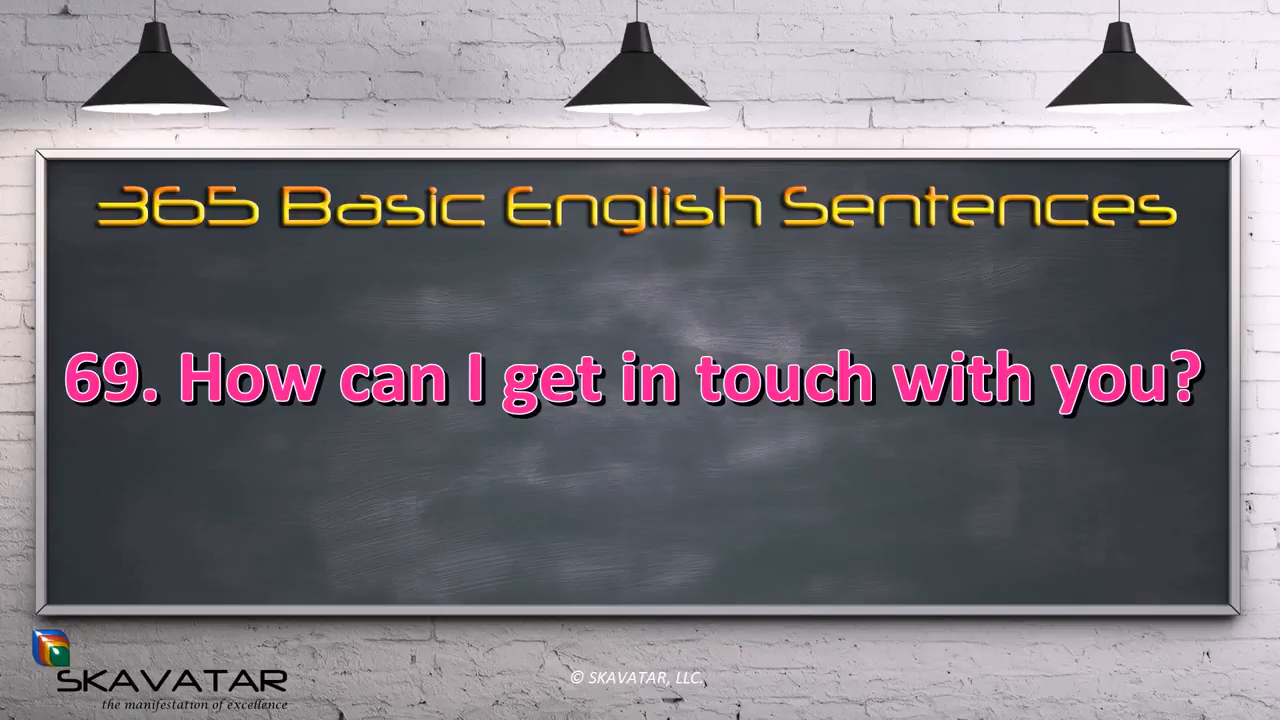 365 Basic English Sentences
69. How can I get in touch with you?
SKAVATAR
the manifestation of excellence
© SKAVATAR, LLC.